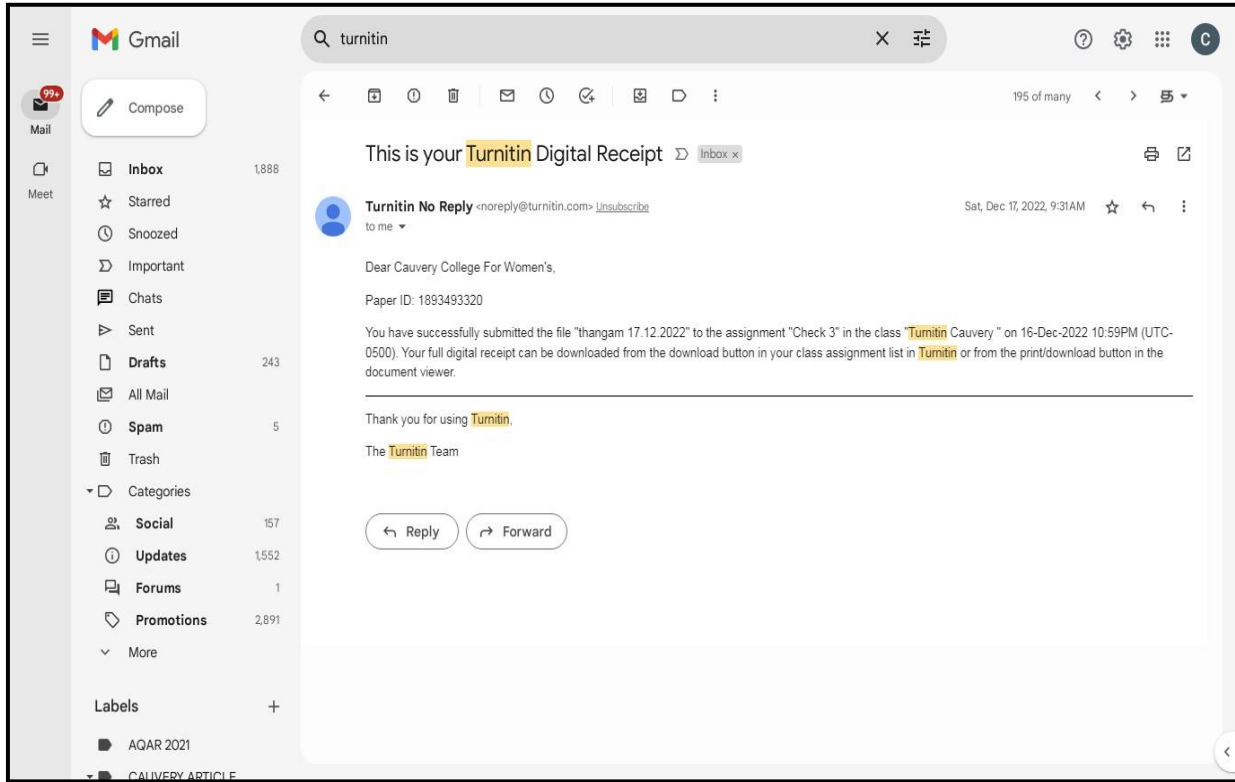 Gmail
turnitin
C
99+
Mail
Meet
Compose
Inbox 1,888
Starred
Snoozed
Important
Chats
Sent
Drafts 243
All Mail
Spam 5
Trash
Categories
Social 157
Updates 1,552
Forums 1
Promotions 2,891
More
Labels +
AQAR 2021
CAUVERY ARTICLE
195 of many
This is your Turnitin Digital Receipt Inbox x
Turnitin No Reply <noreply@turnitin.com> Unsubscribe
Sat, Dec 17, 2022, 9:31AM
to me
Dear Cauvery College For Women's,
Paper ID: 1893493320
You have successfully submitted the file "thangam 17.12.2022" to the assignment "Check 3" in the class "Turnitin Cauvery " on 16-Dec-2022 10:59PM (UTC-
0500). Your full digital receipt can be downloaded from the download button in your class assignment list in Turnitin or from the print/download button in the
document viewer.
Thank you for using Turnitin,
The Turnitin Team
Reply
Forward